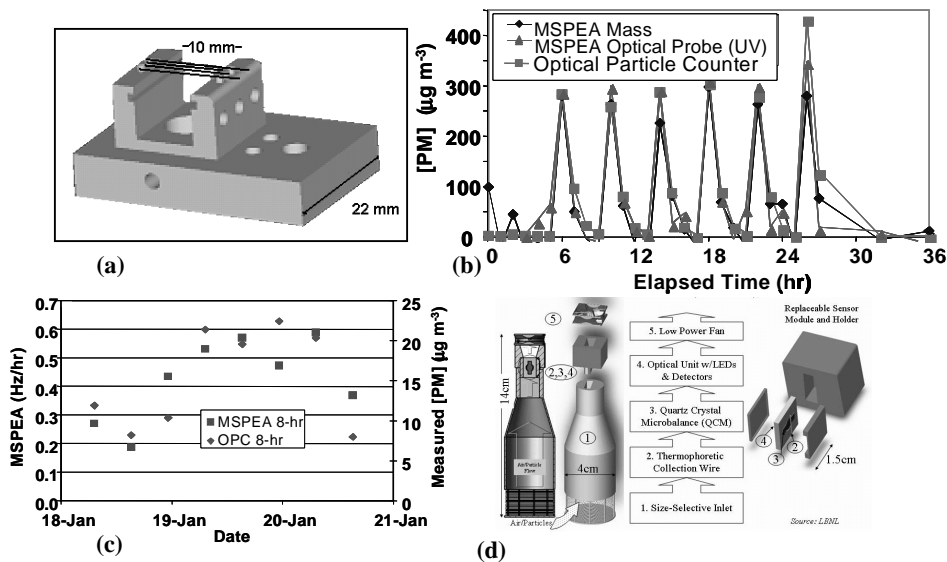 –10 mm–
22 mm
(a)
[PM] (µg m-3)
400
300
200
100
0
MSPEA Mass
MSPEA Optical Probe (UV)
Optical Particle Counter
0 6 12 18 24 30 36
Elapsed Time (hr)
(b)
MSPEA (Hz/hr)
0.7
0.6
0.5
0.4
0.3
0.2
0.1
0.0
MSPEA 8-hr
OPC 8-hr
25
20
15
10
5
0
Measured [PM] (µg m-3)
18-Jan 19-Jan 20-Jan 21-Jan
Date
(c)
14cm
5
2,3,4
1
4cm
Air/Particle
Flow
Air/Particles
5. Low Power Fan
4. Optical Unit w/LEDs
& Detectors
3. Quartz Crystal
Microbalance (QCM)
2. Thermophoretic
Collection Wire
1. Size-Selective Inlet
Replaceable Sensor
Module and Holder
4
3
2
1.5cm
Source: LBNL
(d)